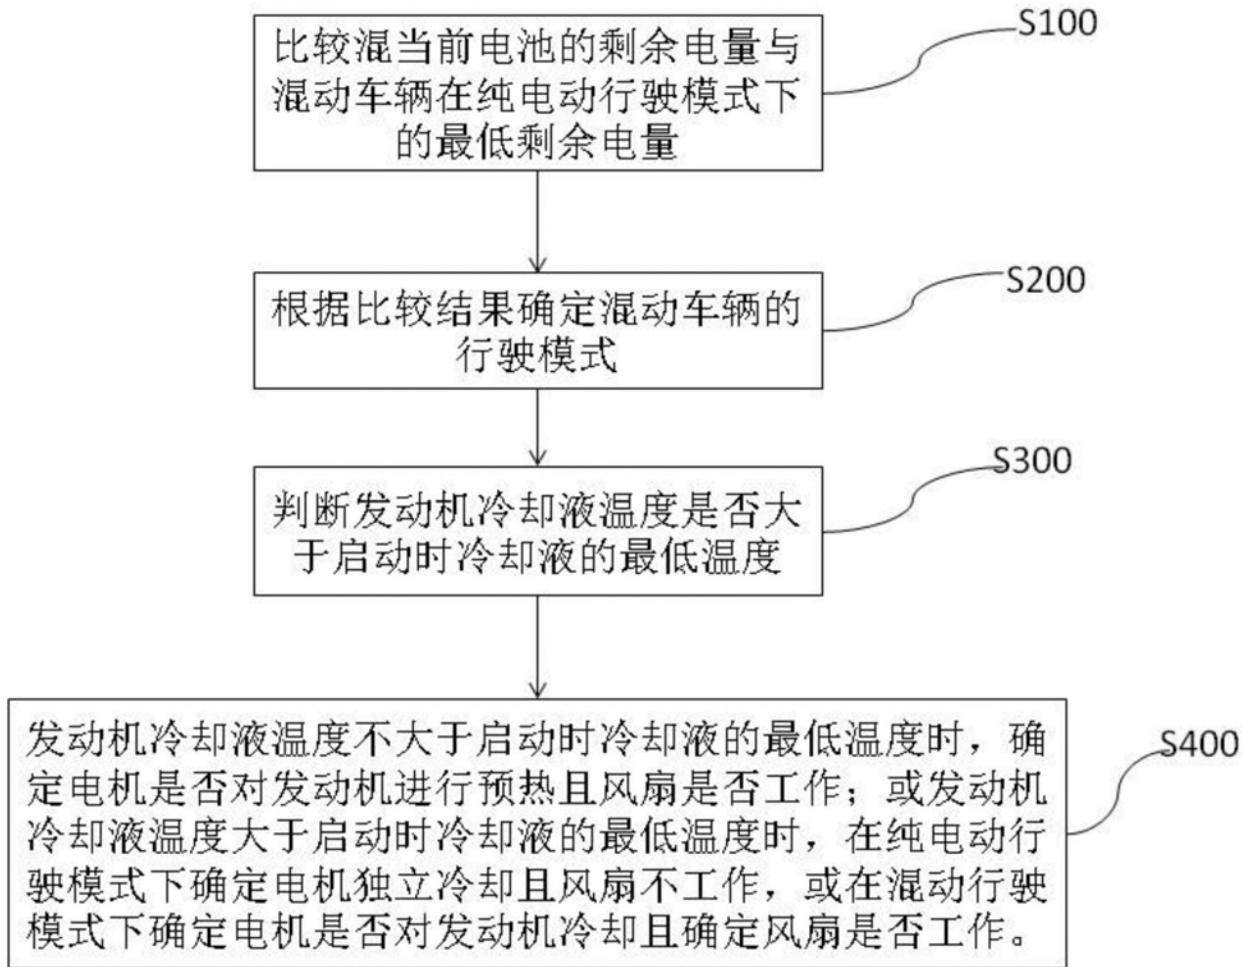 比较混当前电池的剩余电量与
混动车辆在纯电动行驶模式下
的最低剩余电量
S100
根据比较结果确定混动车辆的
行驶模式
S200
判断发动机冷却液温度是否大
于启动时冷却液的最低温度
S300
发动机冷却液温度不大于启动时冷却液的最低温度时，确
定电机是否对发动机进行预热且风扇是否工作；或发动机
冷却液温度大于启动时冷却液的最低温度时，在纯电动行
驶模式下确定电机独立冷却且风扇不工作，或在混动行驶
模式下确定电机是否对发动机冷却且确定风扇是否工作。
S400